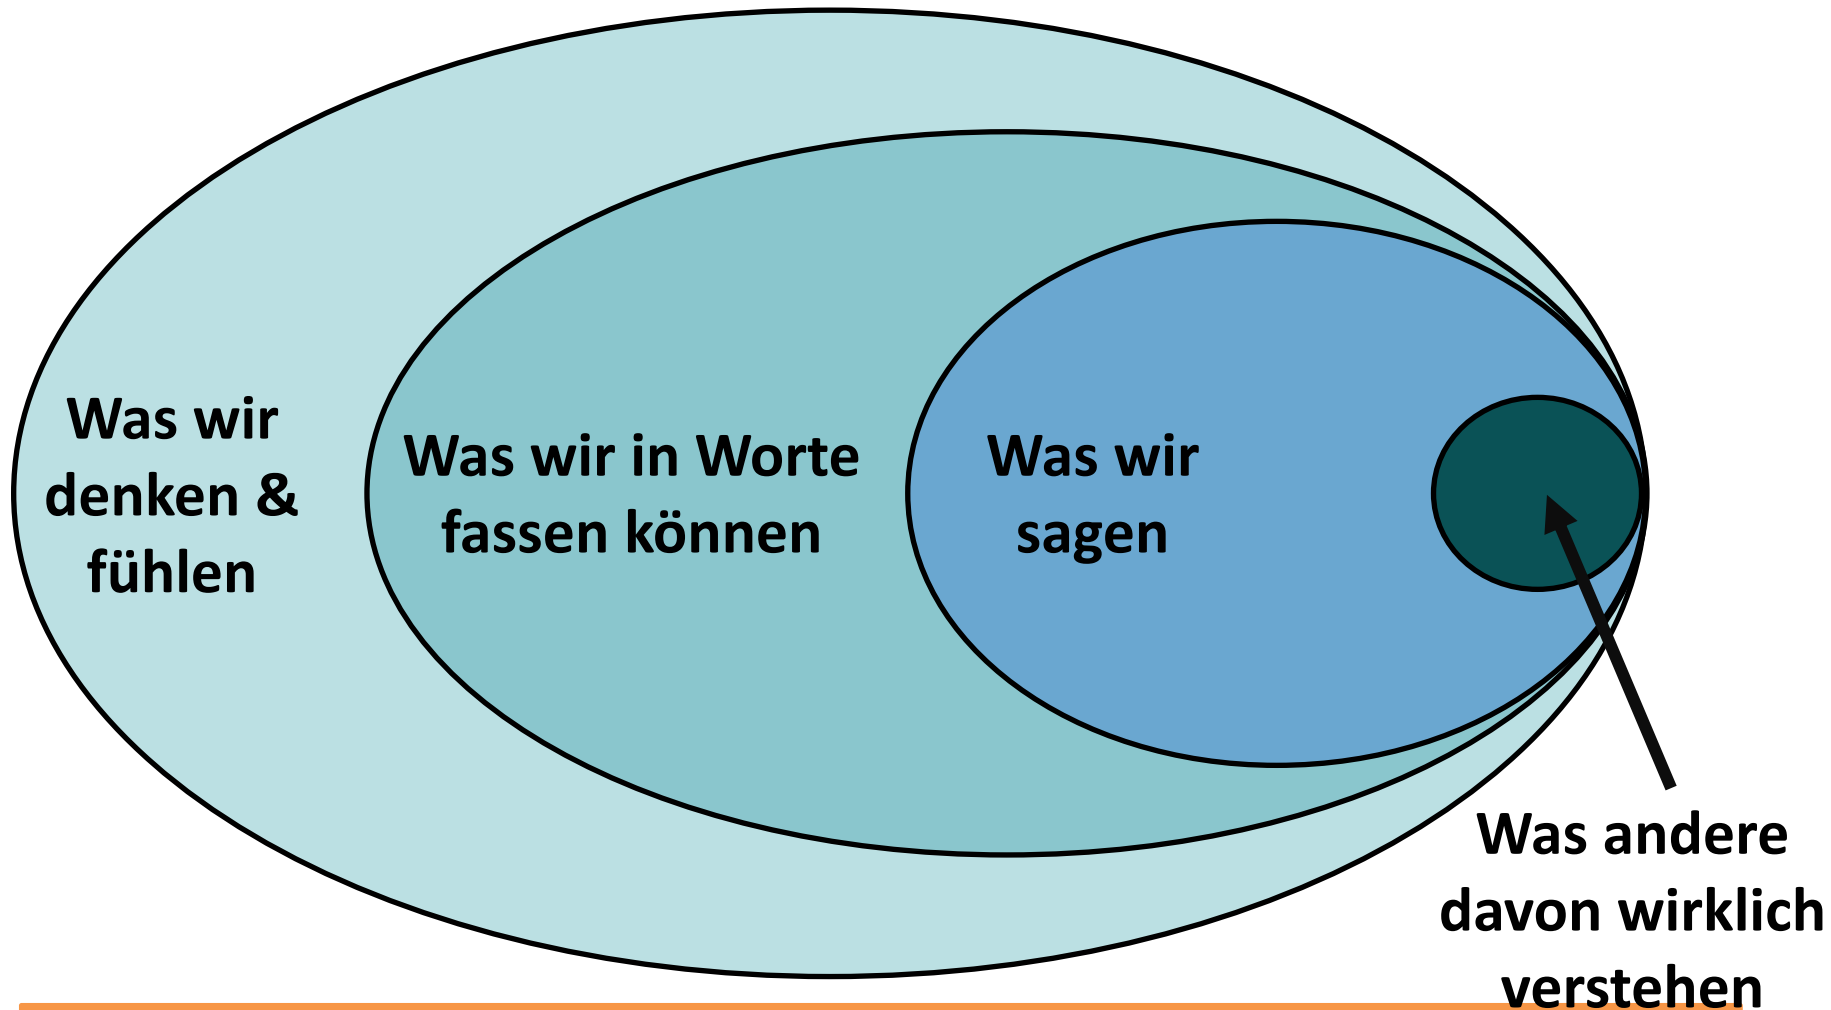 Was wir
denken &
fühlen
Was wir in Worte
fassen können
Was wir
sagen
Was andere
davon wirklich
verstehen